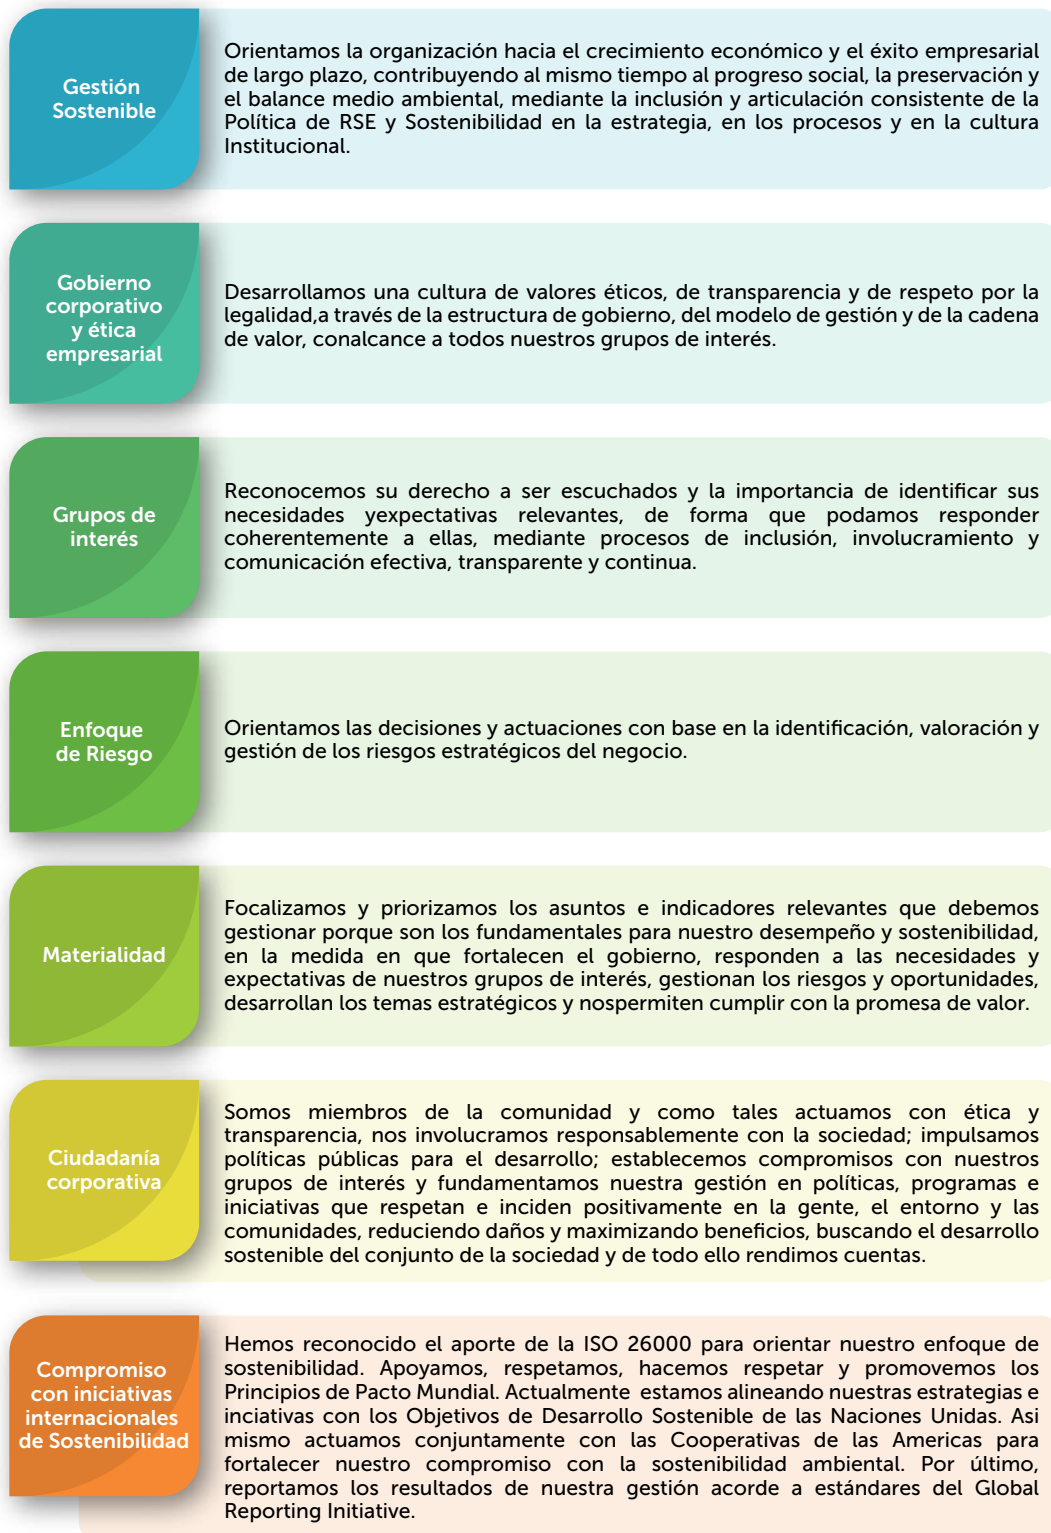 Gestión
Sostenible
Orientamos la organización hacia el crecimiento económico y el éxito empresarial
de largo plazo, contribuyendo al mismo tiempo al progreso social, la preservación y
el balance medio ambiental, mediante la inclusión y articulación consistente de la
Política de RSE y Sostenibilidad en la estrategia, en los procesos y en la cultura
Institucional.
Gobierno
corporativo
y ética
empresarial
Desarrollamos una cultura de valores éticos, de transparencia y de respeto por la
legalidad,a través de la estructura de gobierno, del modelo de gestión y de la cadena
de valor, conalcance a todos nuestros grupos de interés.
Grupos de
interés
Reconocemos su derecho a ser escuchados y la importancia de identificar sus
necesidades yexpectativas relevantes, de forma que podamos responder
coherentemente a ellas, mediante procesos de inclusión, involucramiento y
comunicación efectiva, transparente y continua.
Enfoque
de Riesgo
Orientamos las decisiones y actuaciones con base en la identificación, valoración y
gestión de los riesgos estratégicos del negocio.
Materialidad
Focalizamos y priorizamos los asuntos e indicadores relevantes que debemos
gestionar porque son los fundamentales para nuestro desempeño y sostenibilidad,
en la medida en que fortalecen el gobierno, responden a las necesidades y
expectativas de nuestros grupos de interés, gestionan los riesgos y oportunidades,
desarrollan los temas estratégicos y nospermiten cumplir con la promesa de valor.
Ciudadanía
corporativa
Somos miembros de la comunidad y como tales actuamos con ética y
transparencia, nos involucramos responsablemente con la sociedad; impulsamos
políticas públicas para el desarrollo; establecemos compromisos con nuestros
grupos de interés y fundamentamos nuestra gestión en políticas, programas e
iniciativas que respetan e inciden positivamente en la gente, el entorno y las
comunidades, reduciendo daños y maximizando beneficios, buscando el desarrollo
sostenible del conjunto de la sociedad y de todo ello rendimos cuentas.
Compromiso
con iniciativas
internacionales
de Sostenibilidad
Hemos reconocido el aporte de la ISO 26000 para orientar nuestro enfoque de
sostenibilidad. Apoyamos, respetamos, hacemos respetar y promovemos los
Principios de Pacto Mundial. Actualmente estamos alineando nuestras estrategias e
inciativas con los Objetivos de Desarrollo Sostenible de las Naciones Unidas. Asi
mismo actuamos conjuntamente con las Cooperativas de las Americas para
fortalecer nuestro compromiso con la sostenibilidad ambiental. Por último,
reportamos los resultados de nuestra gestión acorde a estándares del Global
Reporting Initiative.